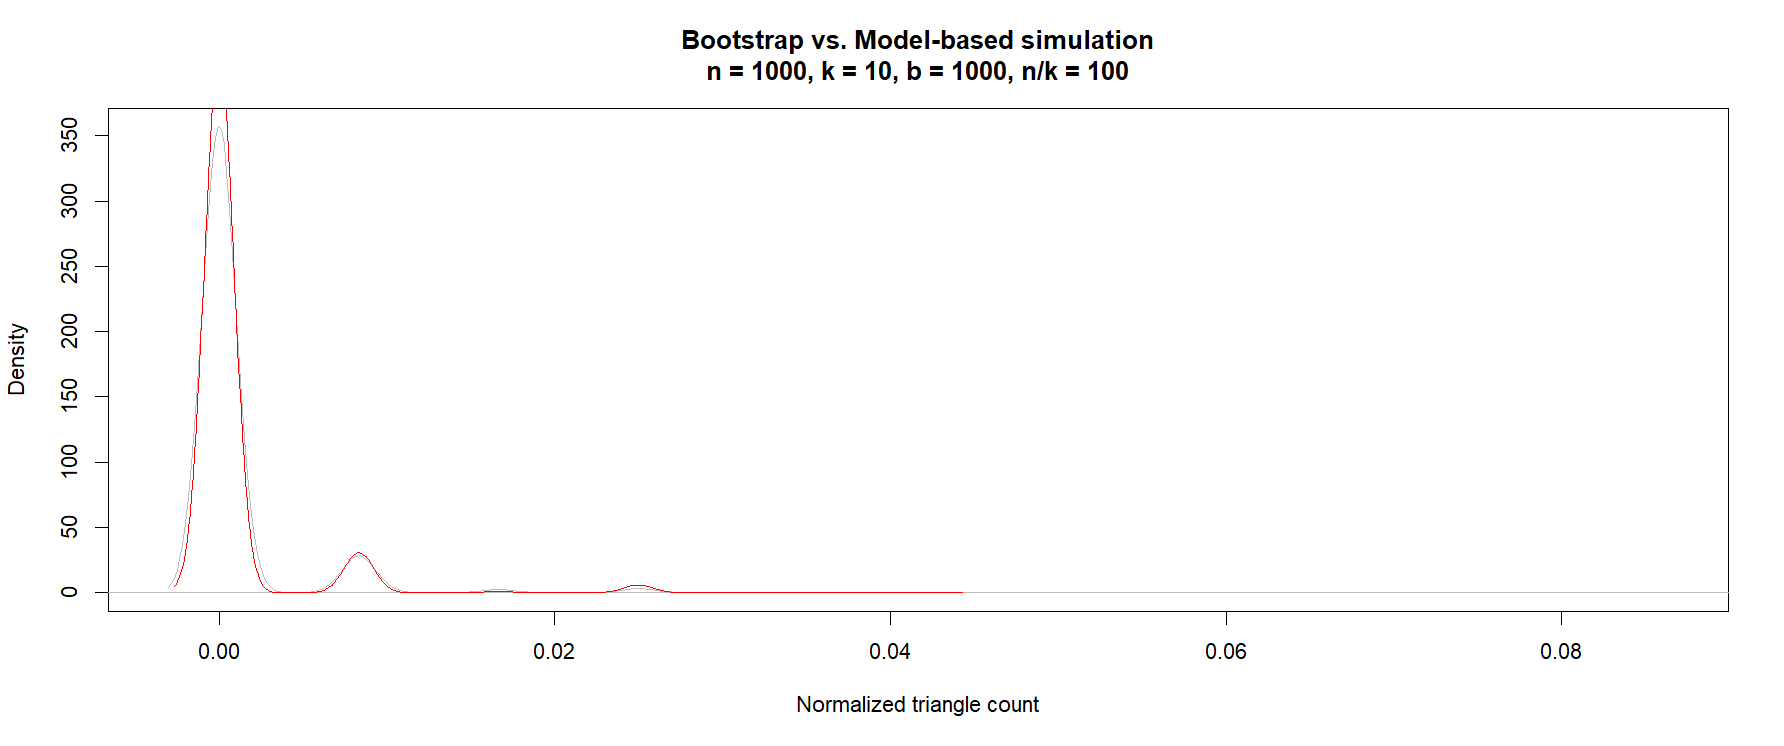 Bootstrap vs. Model-based simulation
n = 1000, k = 10, b = 1000, n/k = 100
Density
350
300
250
200
150
100
50
0
0.00 0.02 0.04 0.06 0.08
Normalized triangle count